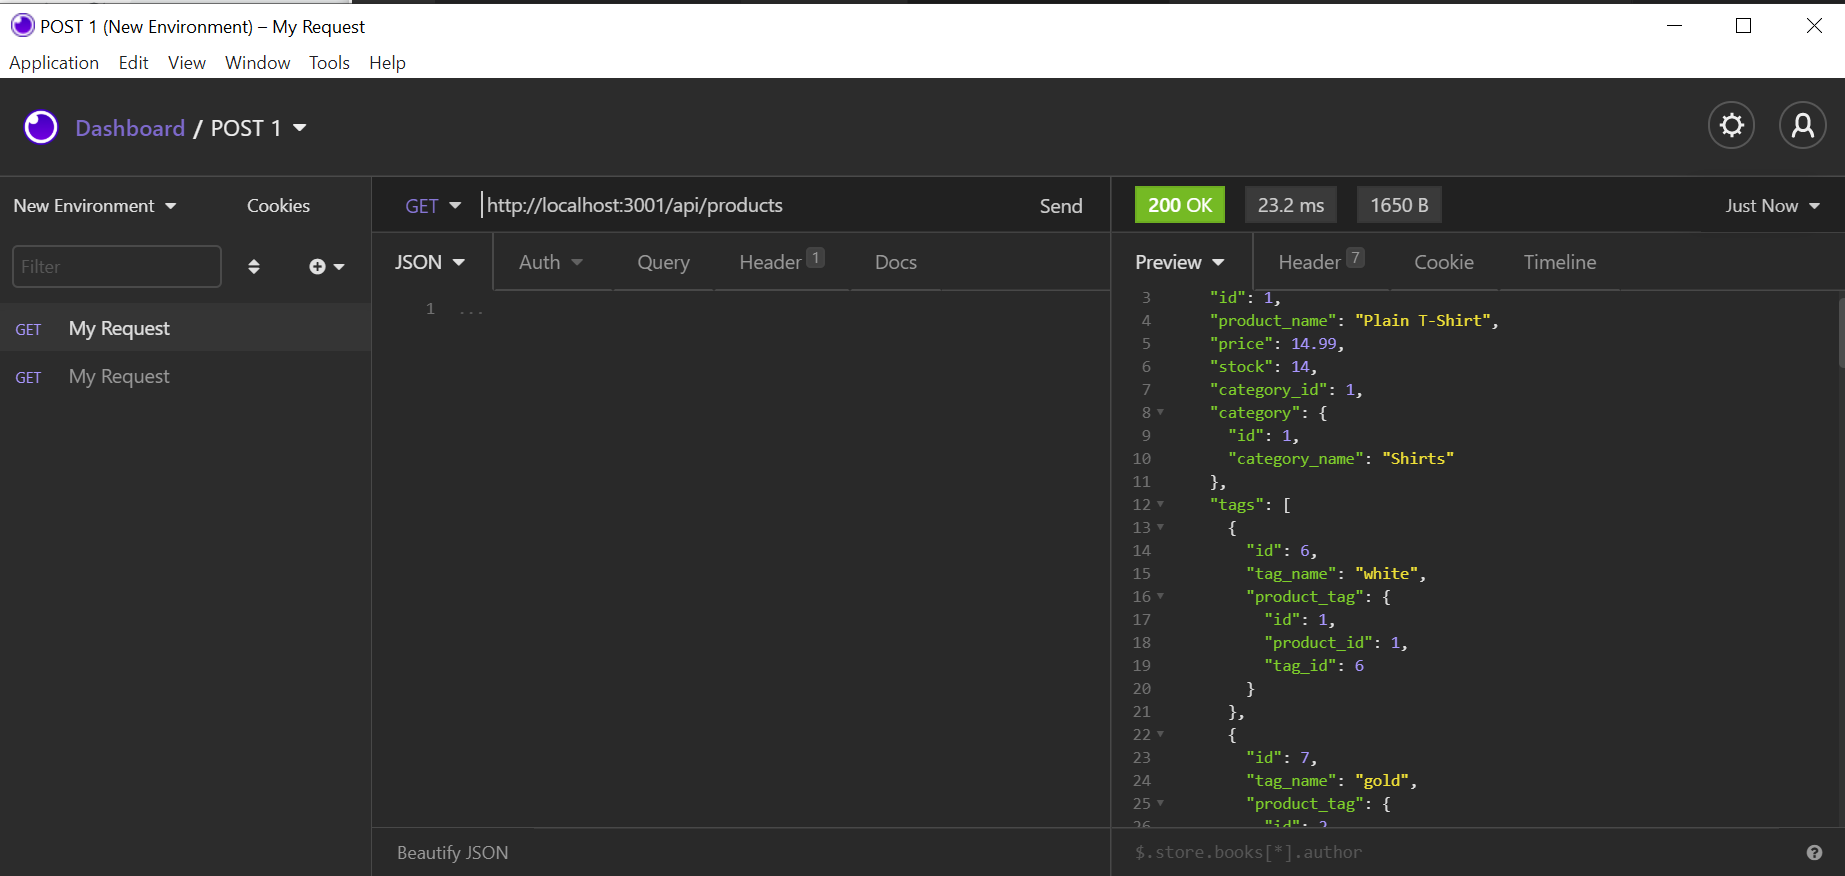 POST 1 (New Environment) – My Request
Application Edit View Window Tools Help
Dashboard / POST 1
New Environment Cookies
Filter
GET My Request
GET My Request
GET http://localhost:3001/api/products Send
JSON Auth Query Header 1 Docs
1 ...
Beautify JSON
200 OK 23.2 ms 1650 B Just Now
Preview Header 7 Cookie Timeline
3 "id": 1,
4 "product_name": "Plain T-Shirt",
5 "price": 14.99,
6 "stock": 14,
7 "category_id": 1,
8 "category": {
9 "id": 1,
10 "category_name": "Shirts"
11 },
12 "tags": [
13 {
14 "id": 6,
15 "tag_name": "white",
16 "product_tag": {
17 "id": 1,
18 "product_id": 1,
19 "tag_id": 6
20 }
21 },
22 {
23 "id": 7,
24 "tag_name": "gold",
25 "product_tag": {
26 "id": 2
$.store.books[*].author